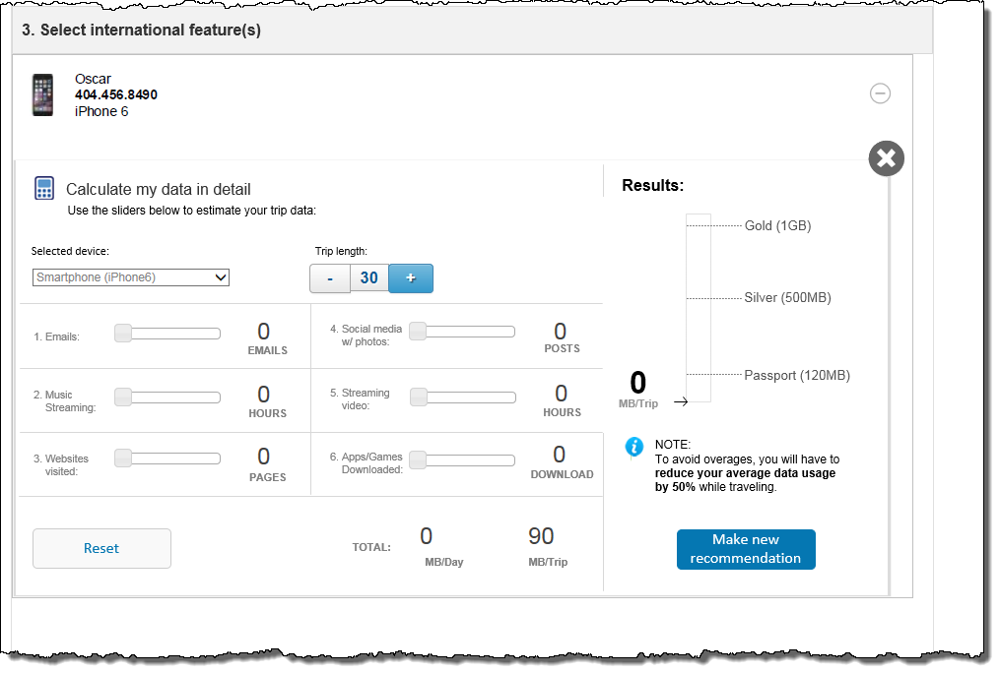 3. Select international feature(s)
Oscar
404.456.8490
iPhone 6
Calculate my data in detail
Use the sliders below to estimate your trip data:
Selected device:
Smartphone (iPhone6)
Trip length:
- 30 +
1. Emails:
0
EMAILS
4. Social media
w/ photos:
0
POSTS
2. Music
Streaming:
0
HOURS
5. Streaming
video:
0
HOURS
3. Websites
visited:
0
PAGES
6. Apps/Games
Downloaded:
0
DOWNLOAD
Reset
TOTAL:
0
MB/Day
90
MB/Trip
Results:
Gold (1GB)
Silver (500MB)
Passport (120MB)
0
MB/Trip
NOTE:
To avoid overages, you will have to
reduce your average data usage
by 50% while traveling.
Make new
recommendation